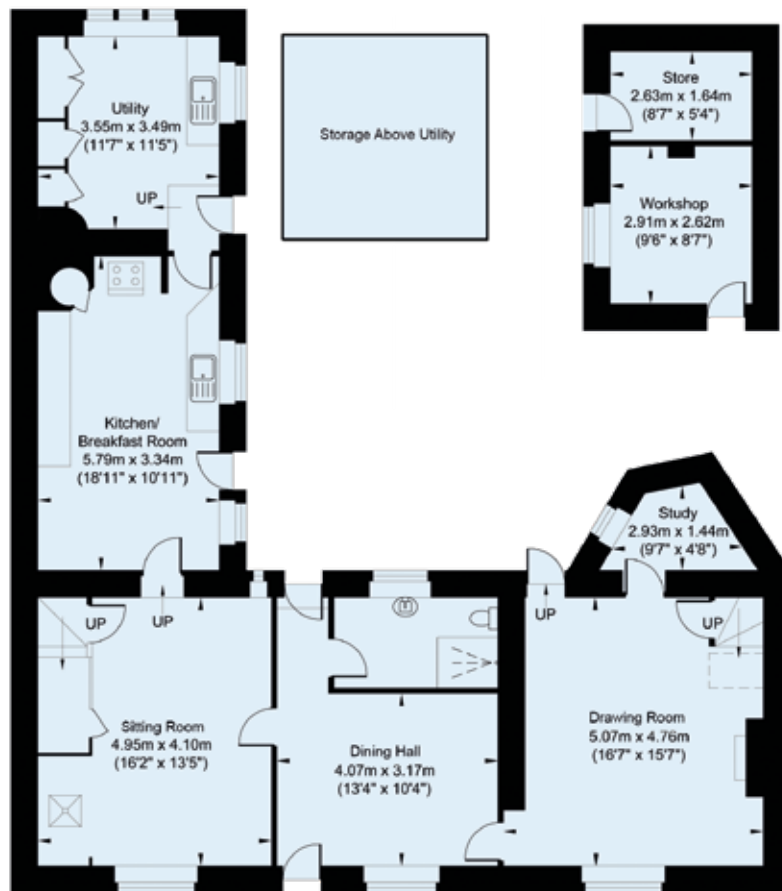 Utility
3.55m x 3.49m
(11'7" x 11'5")
UP
Storage Above Utility
Store
2.63m x 1.64m
(8'7" x 5'4")
Workshop
2.91m x 2.62m
(9'6" x 8'7")
Kitchen/
Breakfast Room
5.79m x 3.34m
(18'11" x 10'11")
Study
2.93m x 1.44m
(9'7" x 4'8")
UP
UP
UP
UP
Sitting Room
4.95m x 4.10m
(16'2" x 13'5")
Dining Hall
4.07m x 3.17m
(13'4" x 10'4")
Drawing Room
5.07m x 4.76m
(16'7" x 15'7")